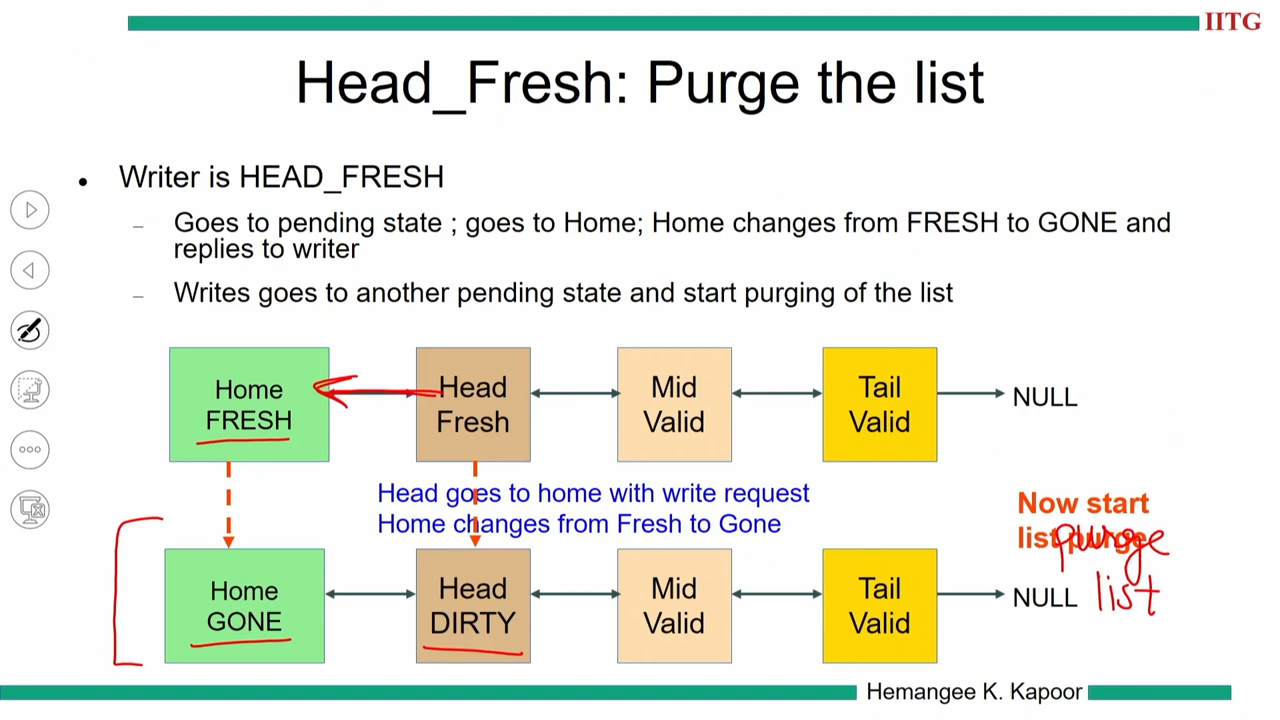 IITG
Head_Fresh: Purge the list
• Writer is HEAD_FRESH
– Goes to pending state ; goes to Home; Home changes from FRESH to GONE and
replies to writer
– Writes goes to another pending state and start purging of the list
Home
FRESH
Head
Fresh
Mid
Valid
Tail
Valid
NULL
Head goes to home with write request
Home changes from Fresh to Gone
Now start
list purge
purge
list
Home
GONE
Head
DIRTY
Mid
Valid
Tail
Valid
NULL
Hemangee K. Kapoor